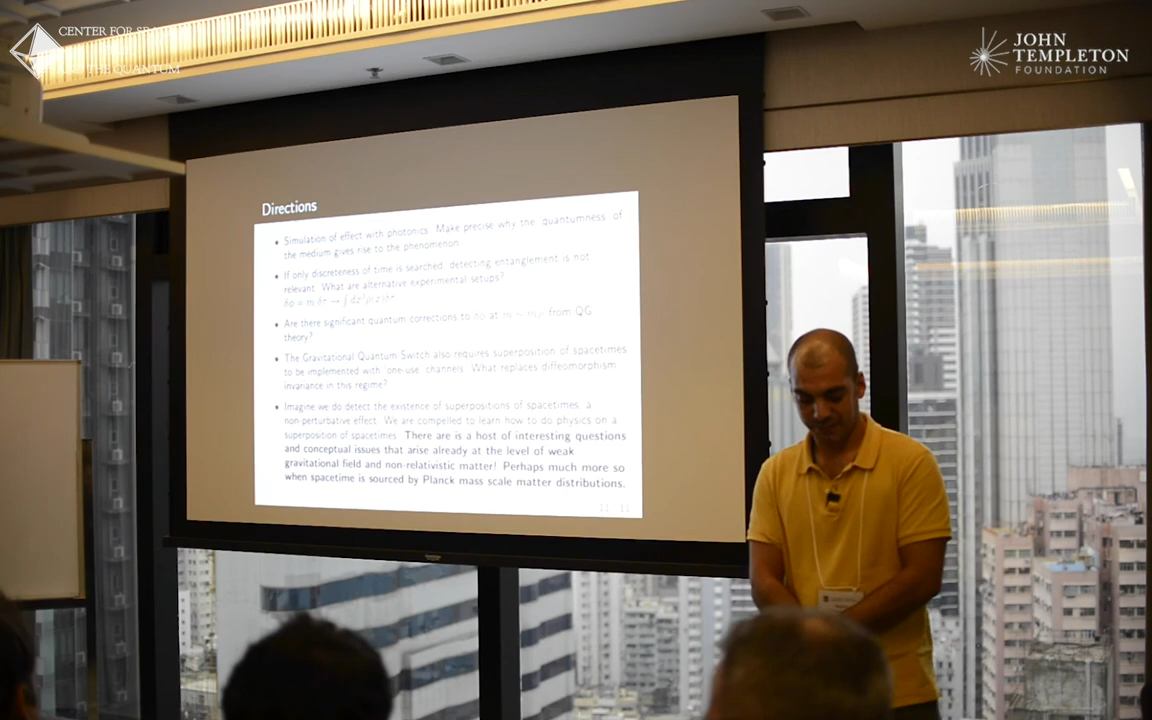 CENTER FOR
THE QUANTUM
JOHN
TEMPLETON
FOUNDATION
Directions
Simulation of effect with photonics. Make precise why the quantumness of
the medium gives rise to the phenomenon
If only discreteness of time is searched, detecting entanglement is not
relevant. What are alternative experimental setups?
Are there significant quantum corrections to at from QG
theory?
The Gravitational Quantum Switch also requires superposition of spacetimes
to be implemented with one-use channels. What replaces diffeomorphism
invariance in this regime?
Imagine we do detect the existence of superpositions of spacetimes, a
non-perturbative effect. We are compelled to learn how to do physics on a
superposition of spacetimes. There are is a host of interesting questions
and conceptual issues that arise already at the level of weak
gravitational field and non-relativistic matter! Perhaps much more so
when spacetime is sourced by Planck mass scale matter distributions.